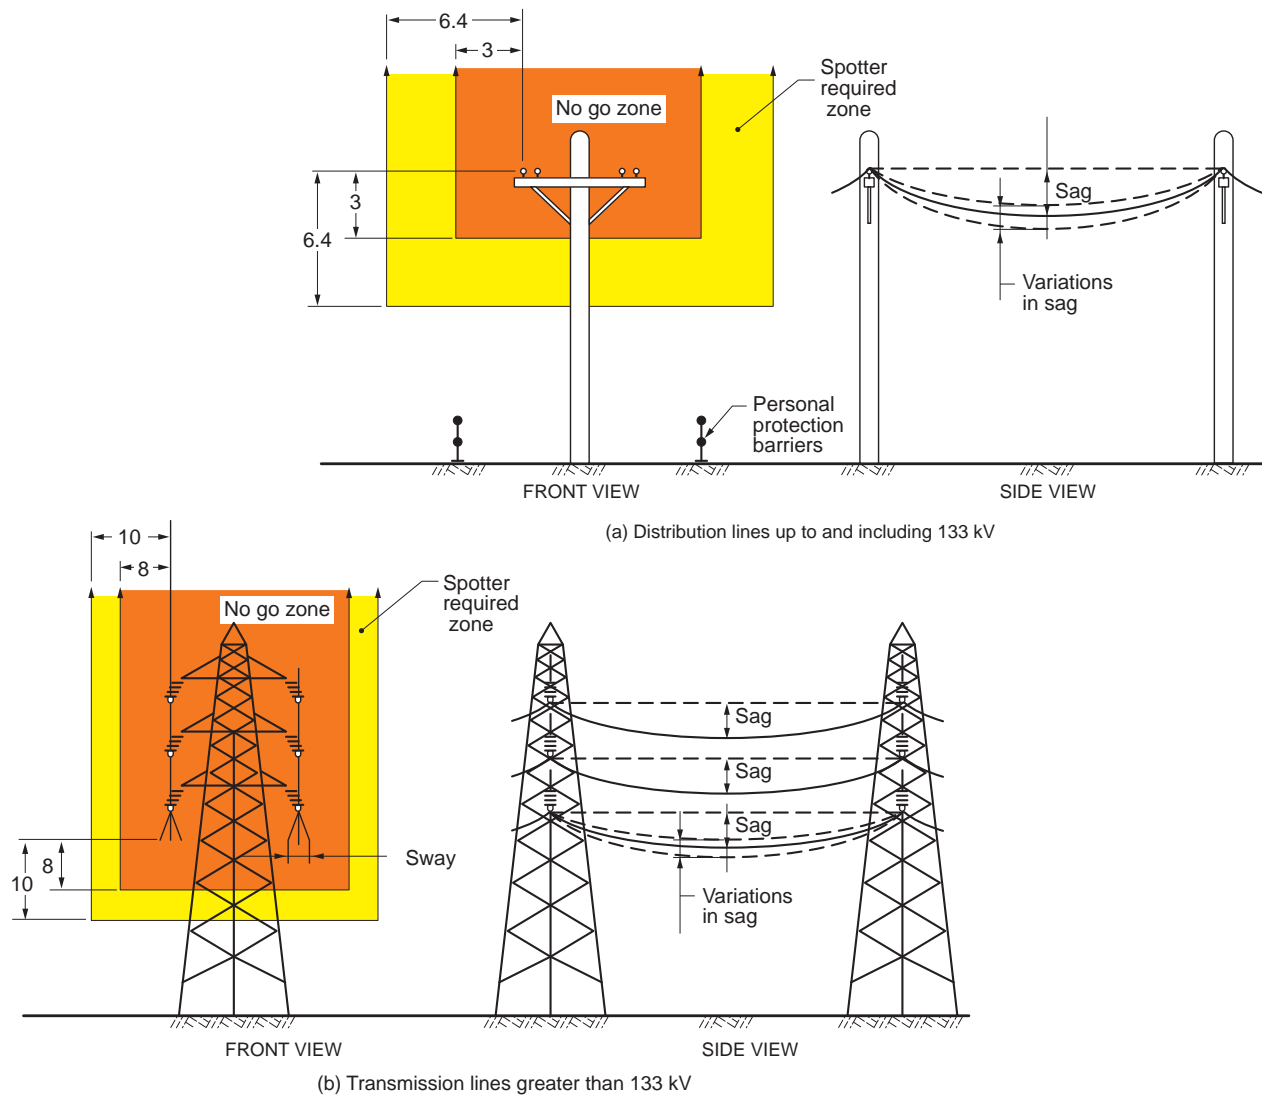 6.4
3
Spotter
required
zone
No go zone
3
6.4
Sag
Variations
in sag
Personal
protection
barriers
FRONT VIEW
SIDE VIEW
(a) Distribution lines up to and including 133 kV
10
8
Spotter
required
zone
No go zone
Sag
Sag
Sag
8
10
Sway
Variations
in sag
FRONT VIEW
SIDE VIEW
(b) Transmission lines greater than 133 kV